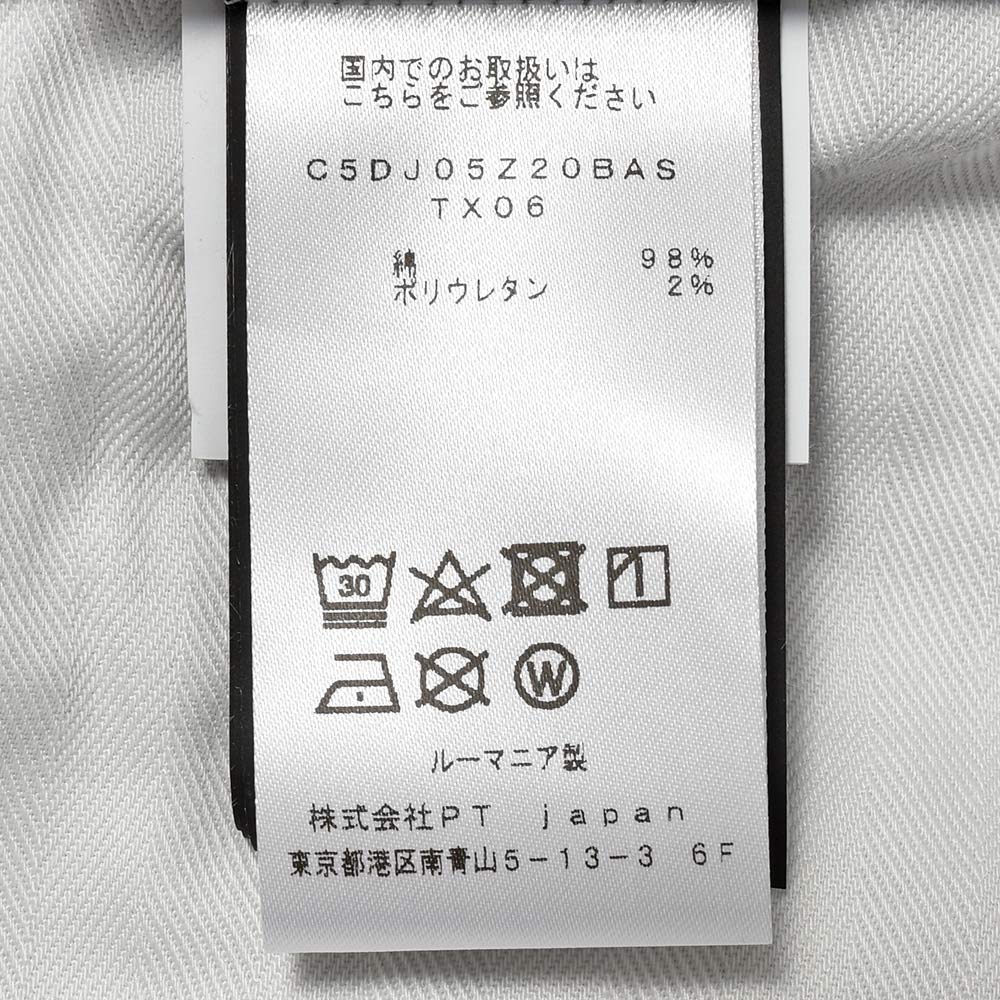 国内でのお取扱いは
こちらをご参照ください
C5DJ05Z20BAS
TX06
綿 98%
ポリウレタン 2%
30
W
ルーマニア製
株式会社PT japan
東京都港区南青山5-13-3 6F